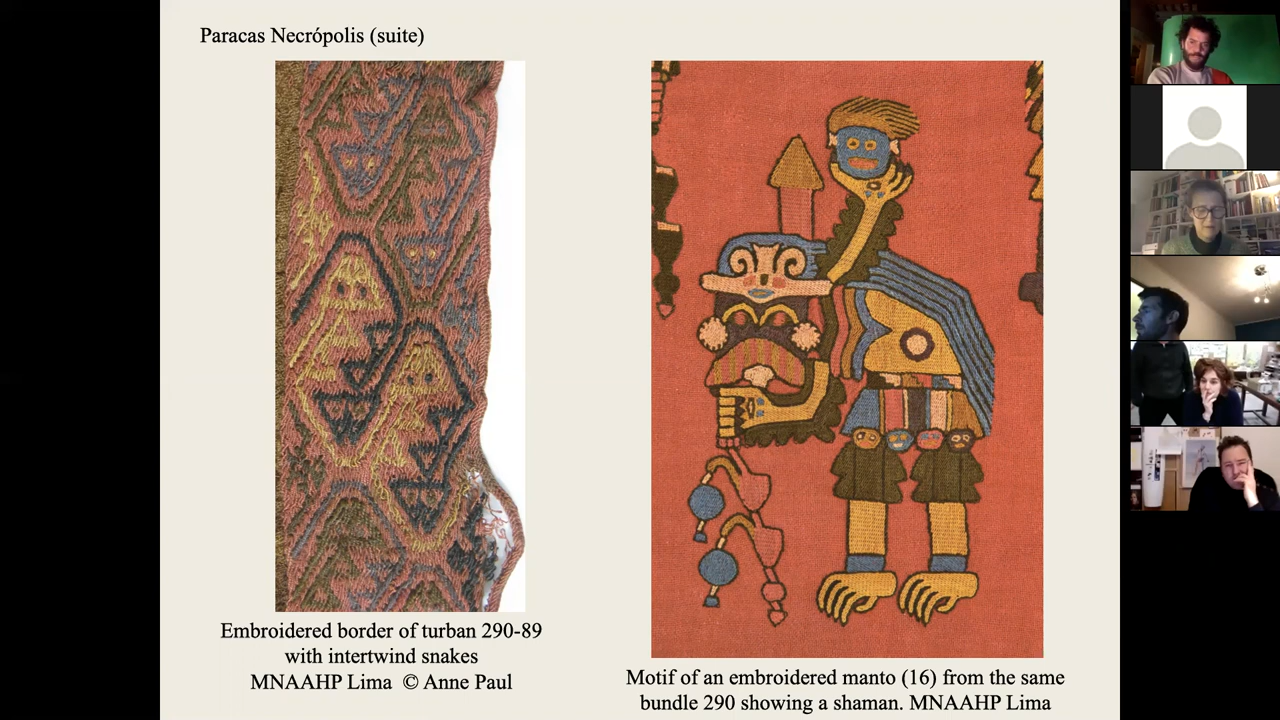 Paracas Necrópolis (suite)
Embroidered border of turban 290-89
with intertwind snakes
MNAAHP Lima © Anne Paul
Motif of an embroidered manto (16) from the same
bundle 290 showing a shaman. MNAAHP Lima